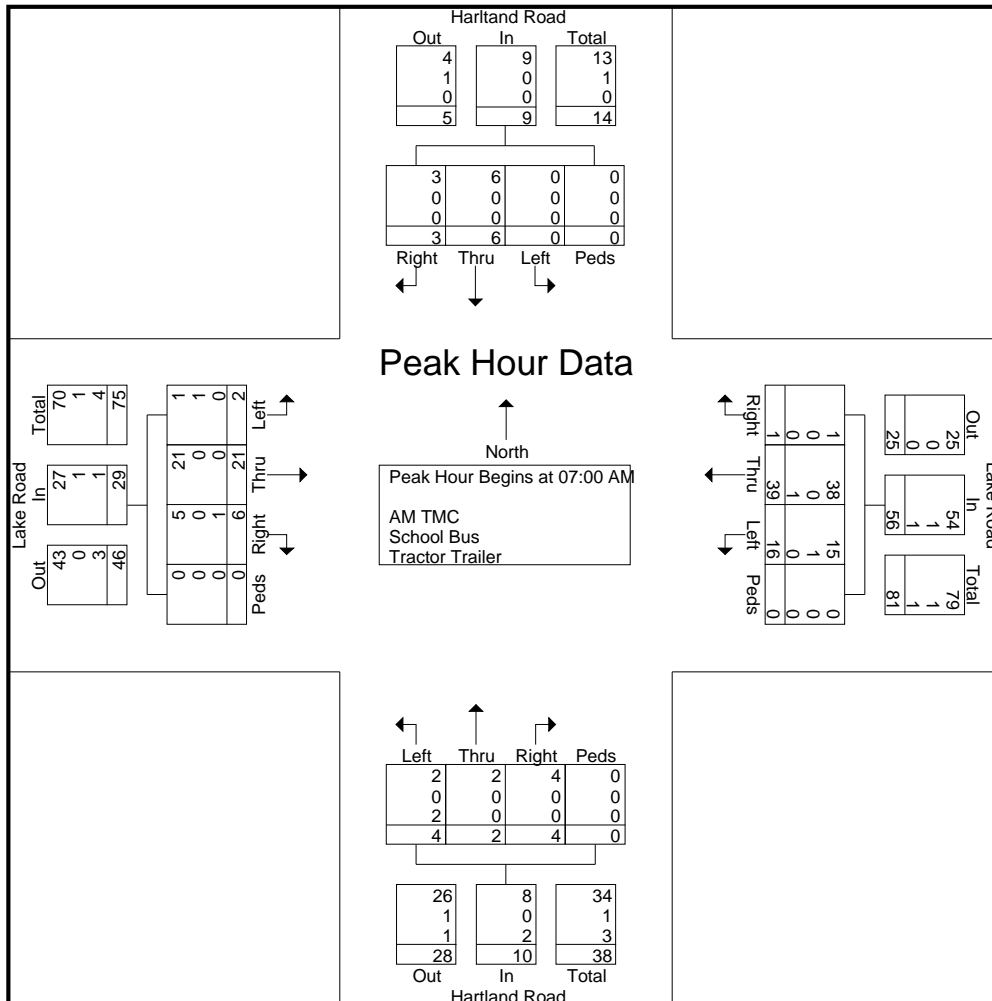 Harltand Road
Out In Total
4 9 13
1 0 1
0 0 0
5 9 14
3 6 0 0
0 0 0 0
0 0 0 0
3 6 0 0
Right Thru Left Peds
Peak Hour Data
North
Peak Hour Begins at 07:00 AM
AM TMC
School Bus
Tractor Trailer
Lake Road
Total In Out
70 27 43
1 1 0
4 1 3
75 29 46
1 21 5 0
1 0 0 0
0 0 1 0
2 21 6 0
Left Thru Right Peds
Right Thru Left Peds
1 38 15 0
0 0 1 0
0 1 0 0
1 39 16 0
Lake Road
Out In Total
25 54 79
0 1 1
0 1 1
25 56 81
Left Thru Right Peds
2 2 4 0
0 0 0 0
2 0 0 0
4 2 4 0
26 8 34
1 0 1
1 2 3
28 10 38
Out In Total
Hartland Road